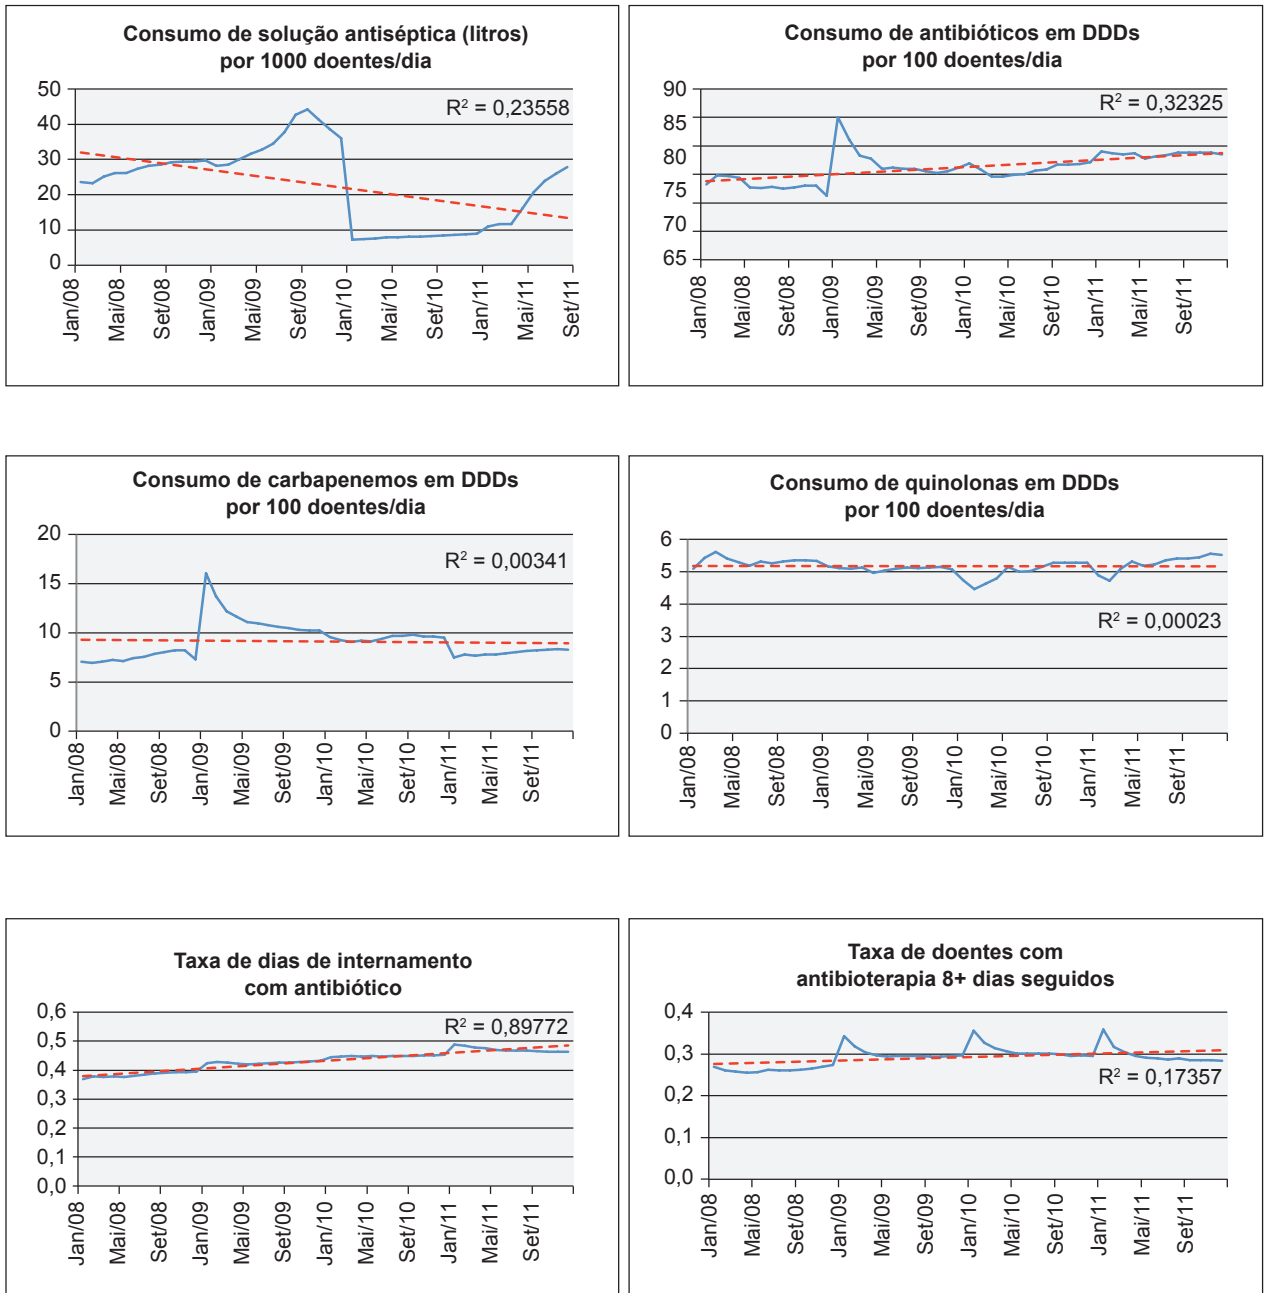 Consumo de solução antiséptica (litros)
por 1000 doentes/dia
R² = 0,23558
50
40
30
20
10
0
Jan/08
Mai/08
Set/08
Jan/09
Mai/09
Set/09
Jan/10
Mai/10
Set/10
Jan/11
Mai/11
Set/11
Consumo de antibióticos em DDDs
por 100 doentes/dia
R² = 0,32325
90
85
80
75
70
65
Jan/08
Mai/08
Set/08
Jan/09
Mai/09
Set/09
Jan/10
Mai/10
Set/10
Jan/11
Mai/11
Set/11
Consumo de carbapenemos em DDDs
por 100 doentes/dia
R² = 0,00341
20
15
10
5
0
Jan/08
Mai/08
Set/08
Jan/09
Mai/09
Set/09
Jan/10
Mai/10
Set/10
Jan/11
Mai/11
Set/11
Consumo de quinolonas em DDDs
por 100 doentes/dia
6
5
4
3
2
1
0
R² = 0,00023
Jan/08
Mai/08
Set/08
Jan/09
Mai/09
Set/09
Jan/10
Mai/10
Set/10
Jan/11
Mai/11
Set/11
Taxa de dias de internamento
com antibiótico
R² = 0,89772
0,6
0,5
0,4
0,3
0,2
0,1
0,0
Jan/08
Mai/08
Set/08
Jan/09
Mai/09
Set/09
Jan/10
Mai/10
Set/10
Jan/11
Mai/11
Set/11
Taxa de doentes com
antibioterapia 8+ dias seguidos
0,4
0,3
0,2
0,1
0,0
R² = 0,17357
Jan/08
Mai/08
Set/08
Jan/09
Mai/09
Set/09
Jan/10
Mai/10
Set/10
Jan/11
Mai/11
Set/11